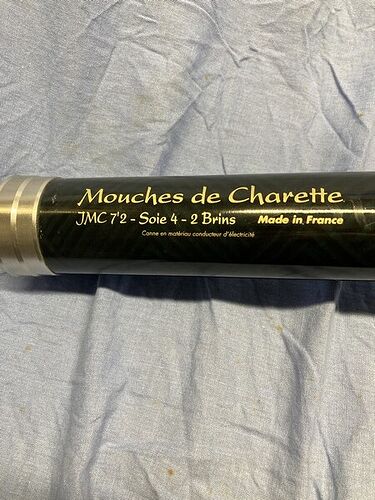 Mouches de Charette
JMC 7'2 - Soie 4 - 2 Brins Made in France
Canne en matériau conducteur d'électricité